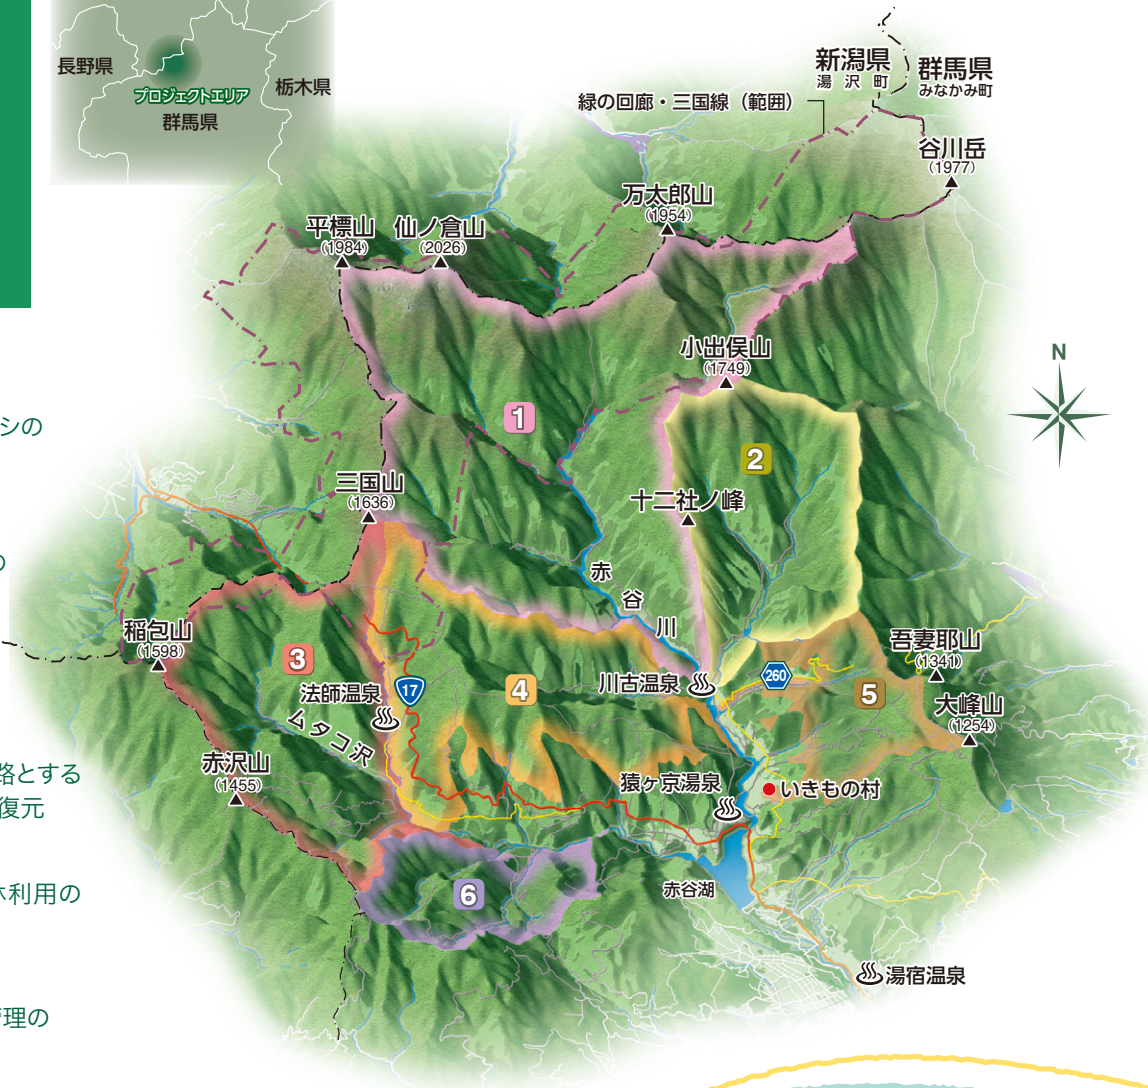 長野県
栃木県
プロジェクトエリア
群馬県
新潟県
湯沢町
群馬県
みなかみ町
緑の回廊・三国線（範囲）
谷川岳
(1977)
万太郎山
(1954)
平標山
(1984)
仙ノ倉山
(2026)
小出俣山
(1749)
N
1
2
シの
三国山
(1636)
十二社ノ峰
の
赤
谷
川
稲包山
(1598)
3
法師温泉
17
4
川古温泉
260
5
吾妻耶山
(1341)
大峰山
(1254)
ムタコ沢
赤沢山
(1455)
路とする
復元
猿ヶ京湯泉
いきもの村
6
赤谷湖
林利用の
湯宿温泉
管理の